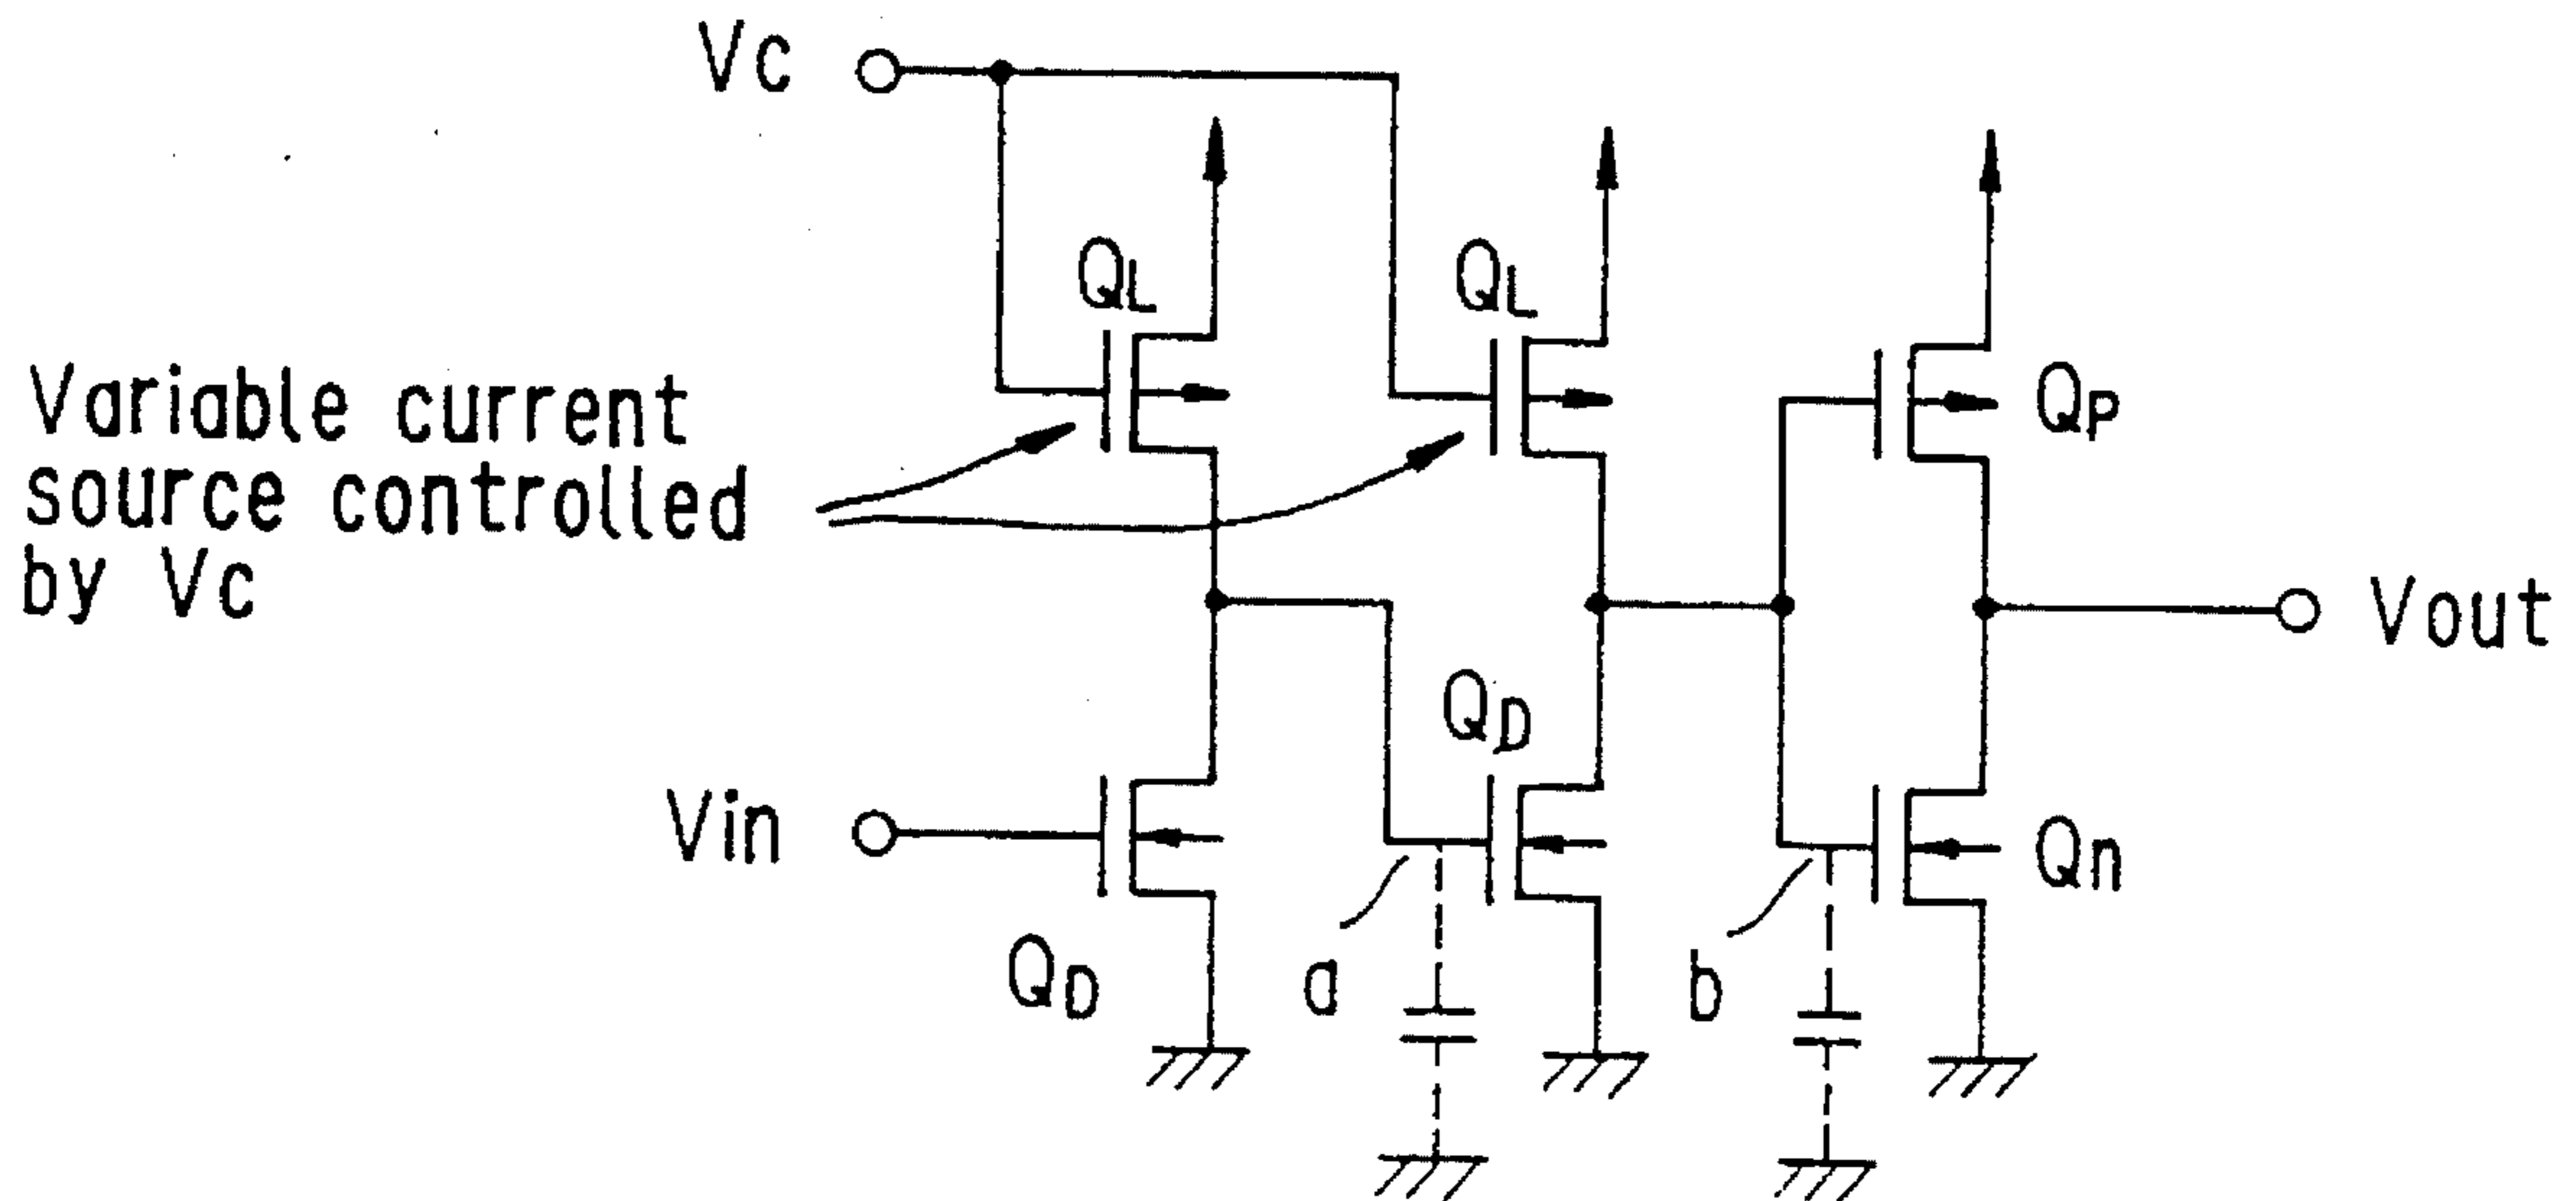 Vc
QL
QL
Variable current
source controlled
by Vc
QP
Vout
QD
Vin
Qn
QD
a
b